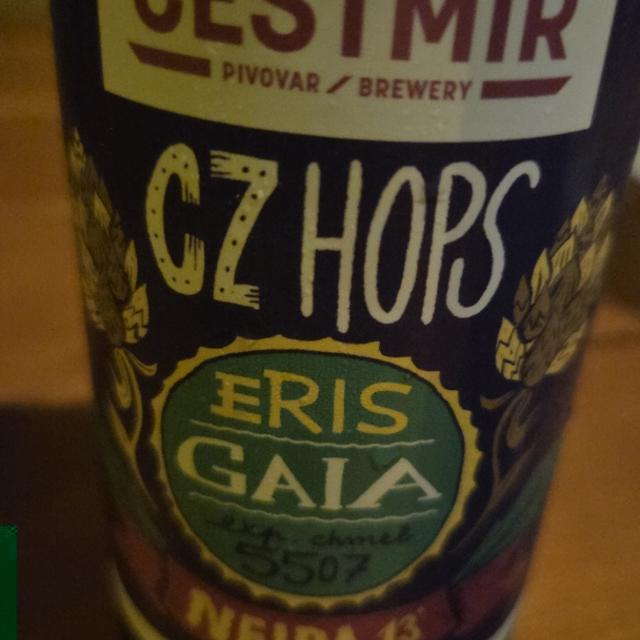 ČESTMÍR
PIVOVAR / BREWERY
CZ HOPS
ERIS
GAIA
exp. chmel
5507
NEIPA 13°